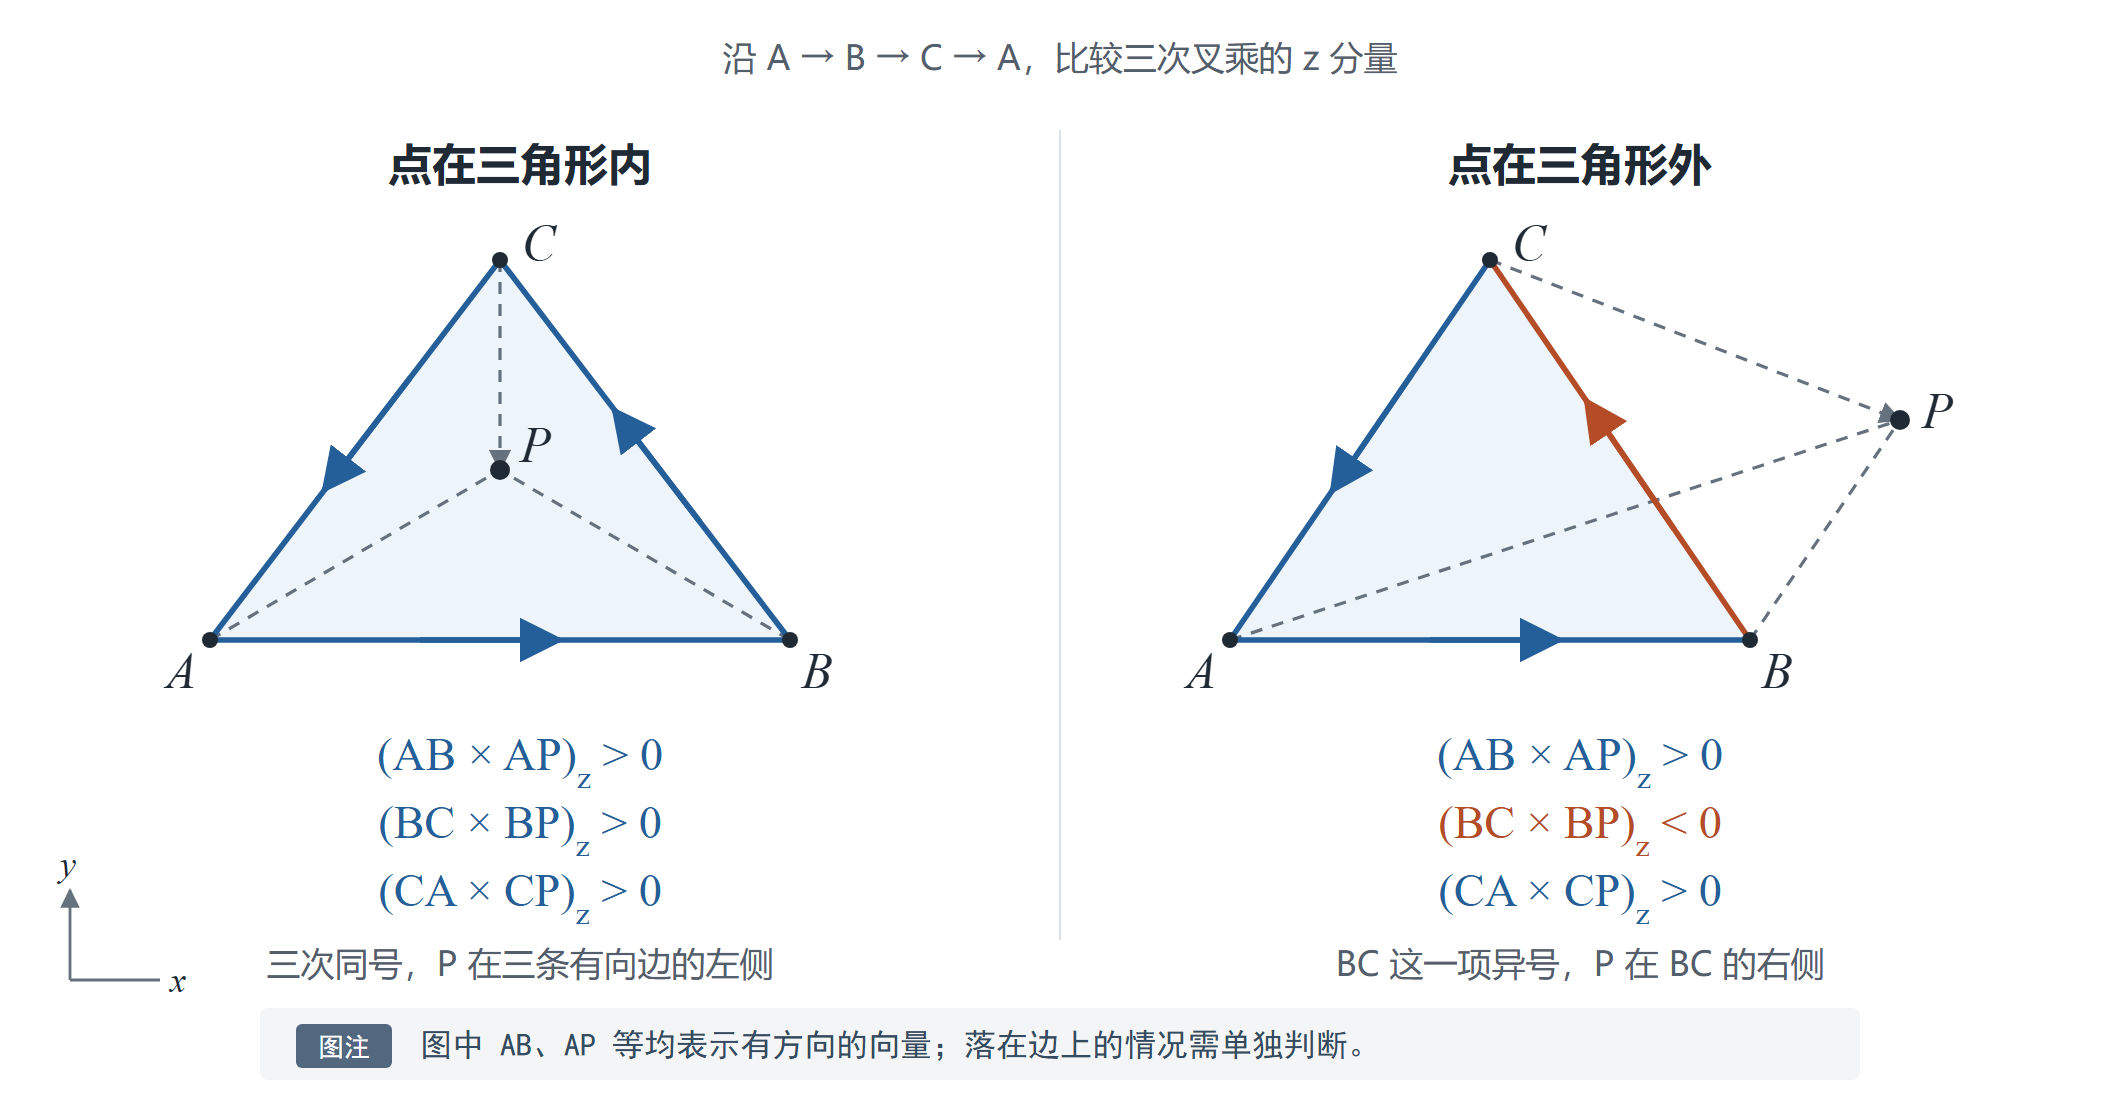 沿 A → B → C → A，比较三次叉乘的 z 分量
点在三角形内
C
P
A
B
(AB × AP)z > 0
(BC × BP)z > 0
(CA × CP)z > 0
三次同号，P 在三条有向边的左侧
点在三角形外
C
P
A
B
(AB × AP)z > 0
(BC × BP)z < 0
(CA × CP)z > 0
BC 这一项异号，P 在 BC 的右侧
y
x
图注 图中 AB、AP 等均表示有方向的向量；落在边上的情况需单独判断。